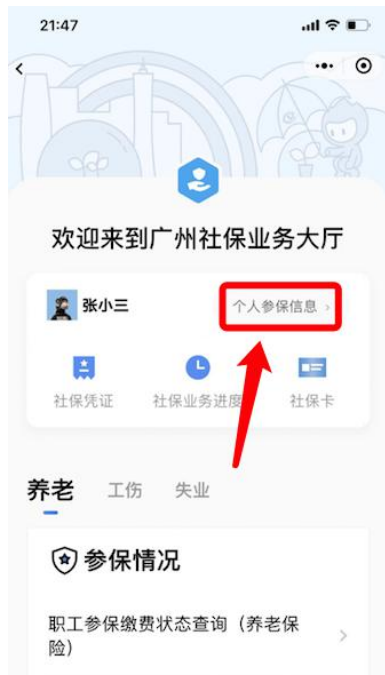 21:47
欢迎来到广州社保业务大厅
张小三
个人参保信息
社保凭证
社保业务进度
社保卡
养老
工伤
失业
参保情况
职工参保缴费状态查询（养老保
险）